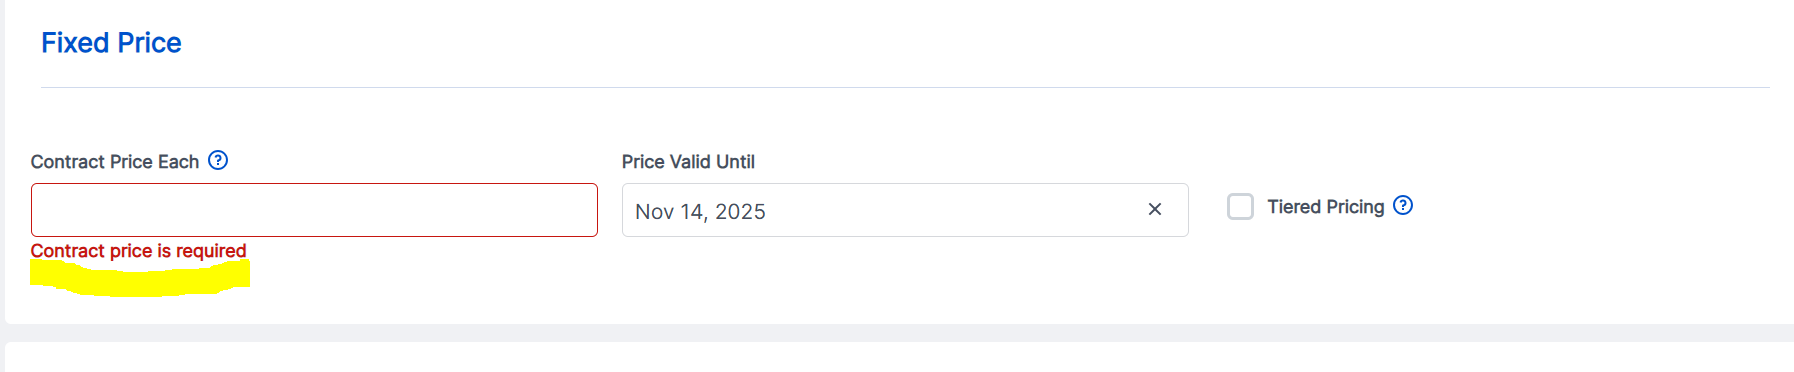 Fixed Price
Contract Price Each
Price Valid Until
Nov 14, 2025
Tiered Pricing
Contract price is required